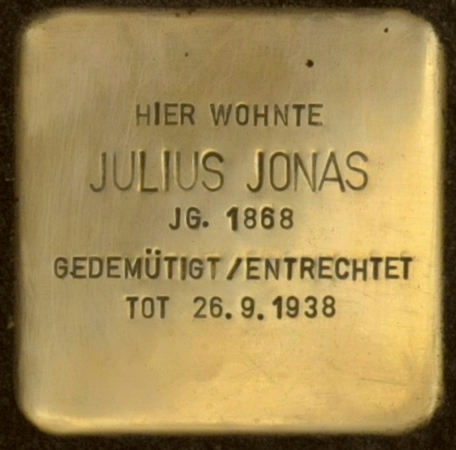 HIER WOHNTE
JULIUS JONAS
JG. 1868
GEDEMÜTIGT/ENTRECHTET
TOT 26.9.1938